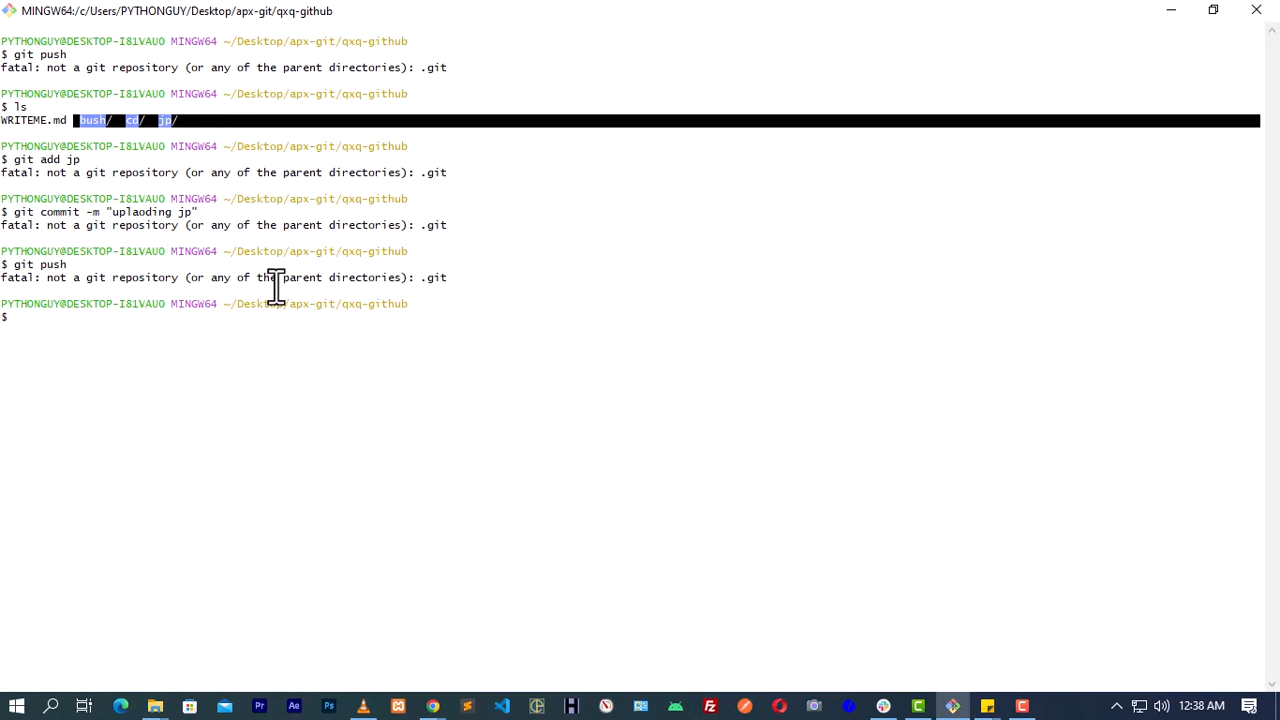 MINGW64:/c/Users/PYTHONGUY/Desktop/apx-git/qxq-github
PYTHONGUY@DESKTOP-I81VAU0 MINGW64 ~/Desktop/apx-git/qxq-github
$ git push
fatal: not a git repository (or any of the parent directories): .git
PYTHONGUY@DESKTOP-I81VAU0 MINGW64 ~/Desktop/apx-git/qxq-github
$ ls
WRITEME.md  bush/  cd/  jp/
PYTHONGUY@DESKTOP-I81VAU0 MINGW64 ~/Desktop/apx-git/qxq-github
$ git add jp
fatal: not a git repository (or any of the parent directories): .git
PYTHONGUY@DESKTOP-I81VAU0 MINGW64 ~/Desktop/apx-git/qxq-github
$ git commit -m "uplaoding jp"
fatal: not a git repository (or any of the parent directories): .git
PYTHONGUY@DESKTOP-I81VAU0 MINGW64 ~/Desktop/apx-git/qxq-github
$ git push
fatal: not a git repository (or any of the parent directories): .git
PYTHONGUY@DESKTOP-I81VAU0 MINGW64 ~/Desktop/apx-git/qxq-github
$
Pr Ae Ps Fz C C
12:38 AM